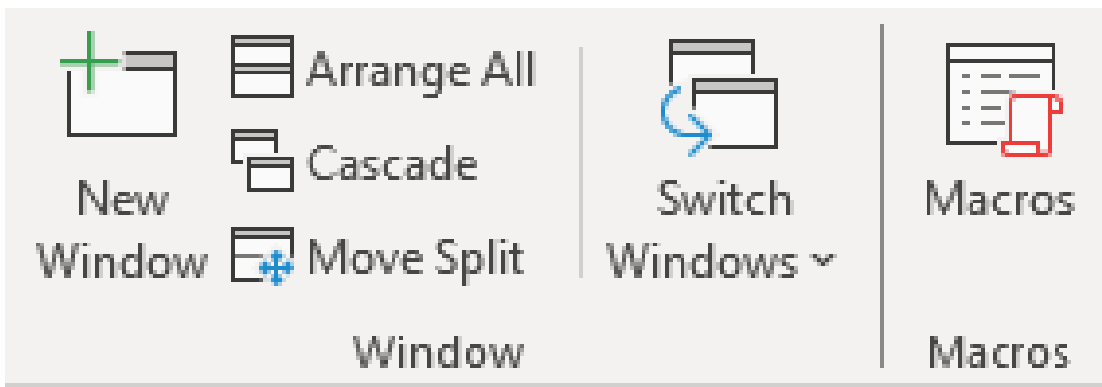 New
Window
Arrange All
Cascade
Move Split
Switch
Windows
Window
Macros
Macros